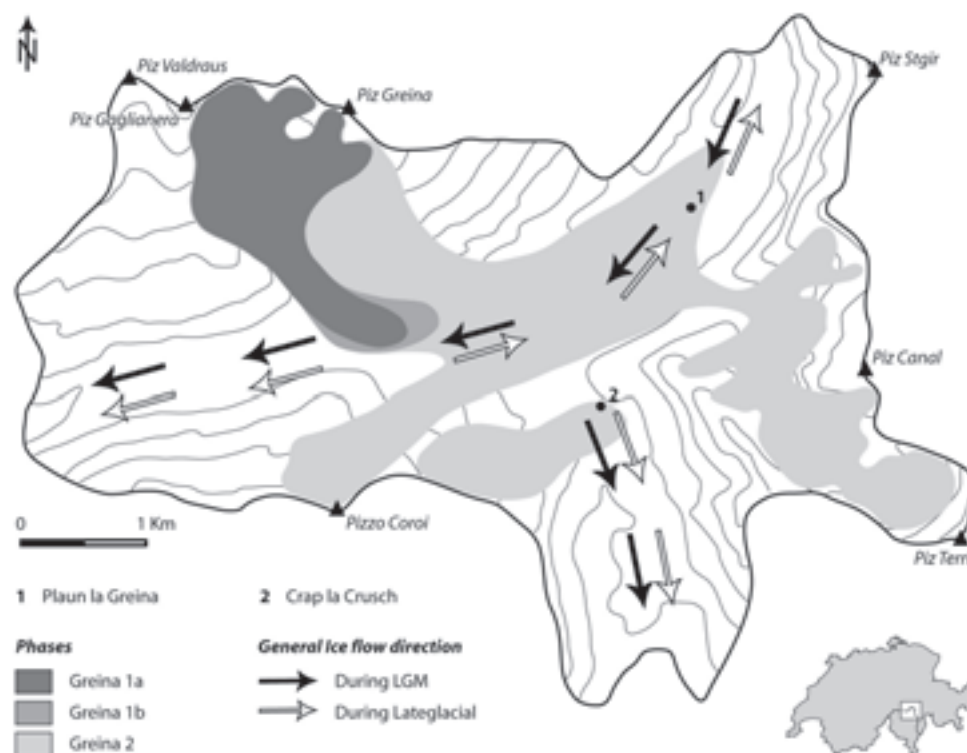 N
Piz Valdraus
Piz Stgir
Piz Gaglianera
Piz Greina
1
Piz Canal
2
0 1 Km
Pizzo Coroi
Piz Terri
1 Plaun la Greina
2 Crap la Crusch
Phases
General Ice flow direction
Greina 1a
During LGM
Greina 1b
During Lateglacial
Greina 2